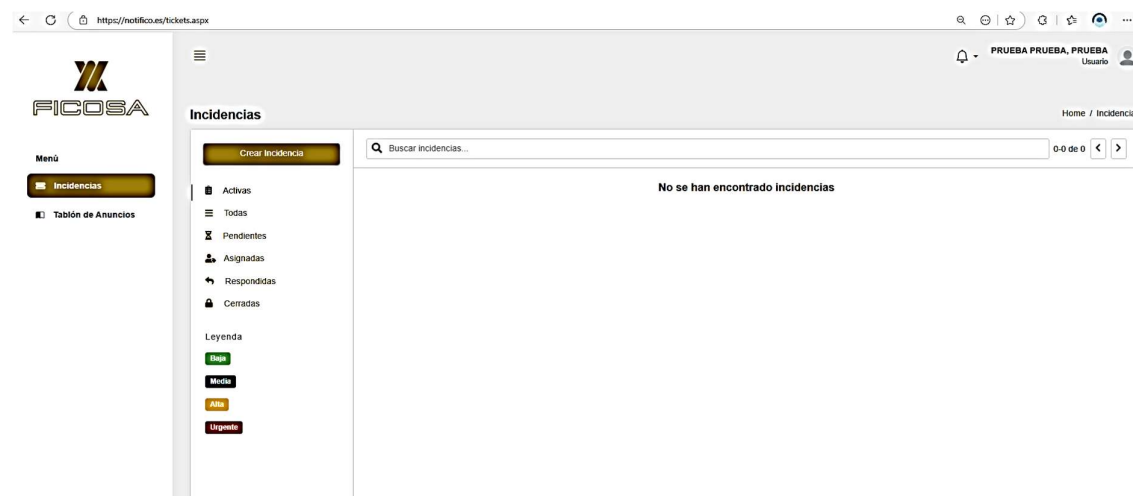 https://notifico.es/tickets.aspx
PRUEBA PRUEBA, PRUEBA
Usuario
FICOSA
Incidencias
Home / Incidencia
Menú
Incidencias
Tablón de Anuncios
Crear Incidencia
Buscar incidencias...
0-0 de 0
Activas
Todas
Pendientes
Asignadas
Respondidas
Cerradas
No se han encontrado incidencias
Leyenda
Baja
Media
Alta
Urgente